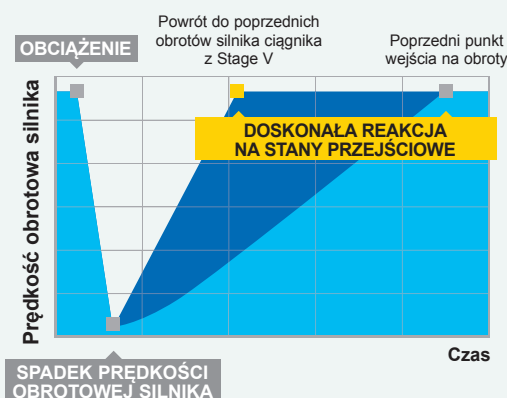 Powrót do poprzednich
obrotów silnika ciągnika
z Stage V
OBCIĄŻENIE
Poprzedni punkt
wejścia na obroty
DOSKONAŁA REAKCJA
NA STANY PRZEJŚCIOWE
Prędkość obrotowa silnika
Czas
SPADEK PRĘDKOŚCI
OBROTOWEJ SILNIKA